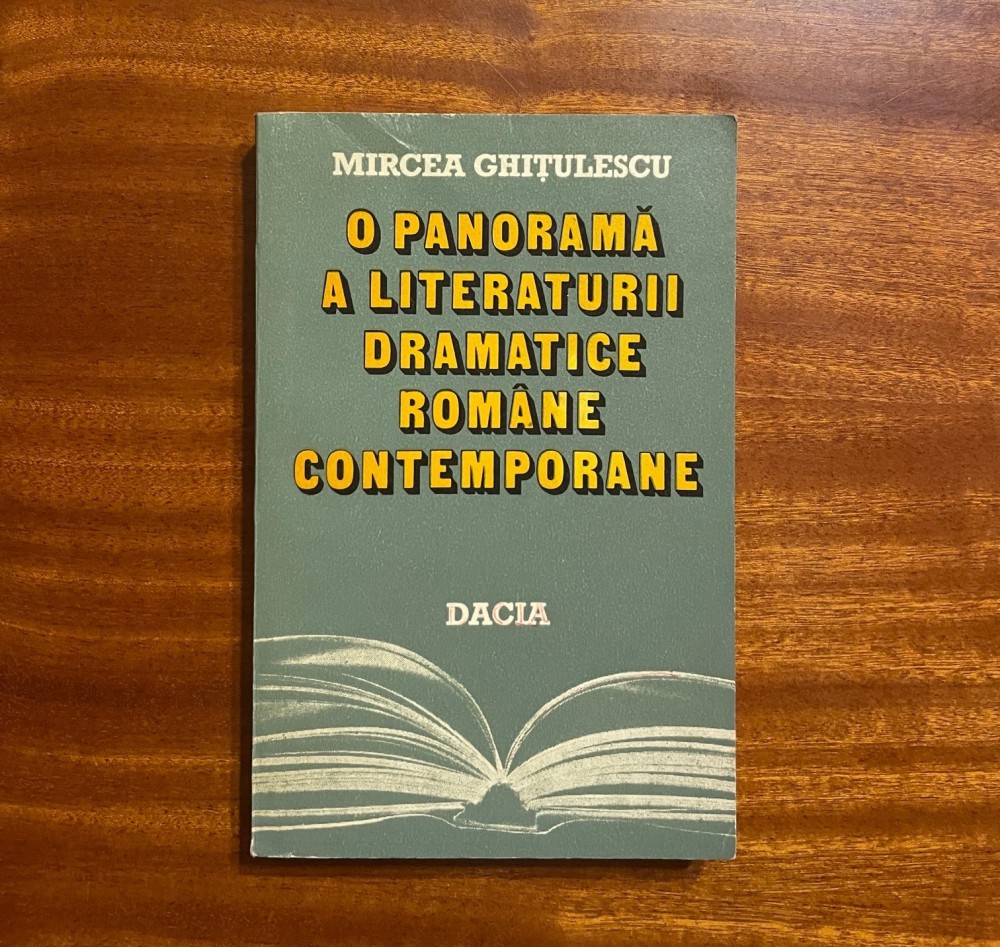 MIRCEA GHIȚULESCU
O PANORAMĂ
A LITERATURII
DRAMATICE
ROMÂNE
CONTEMPORANE
DACIA